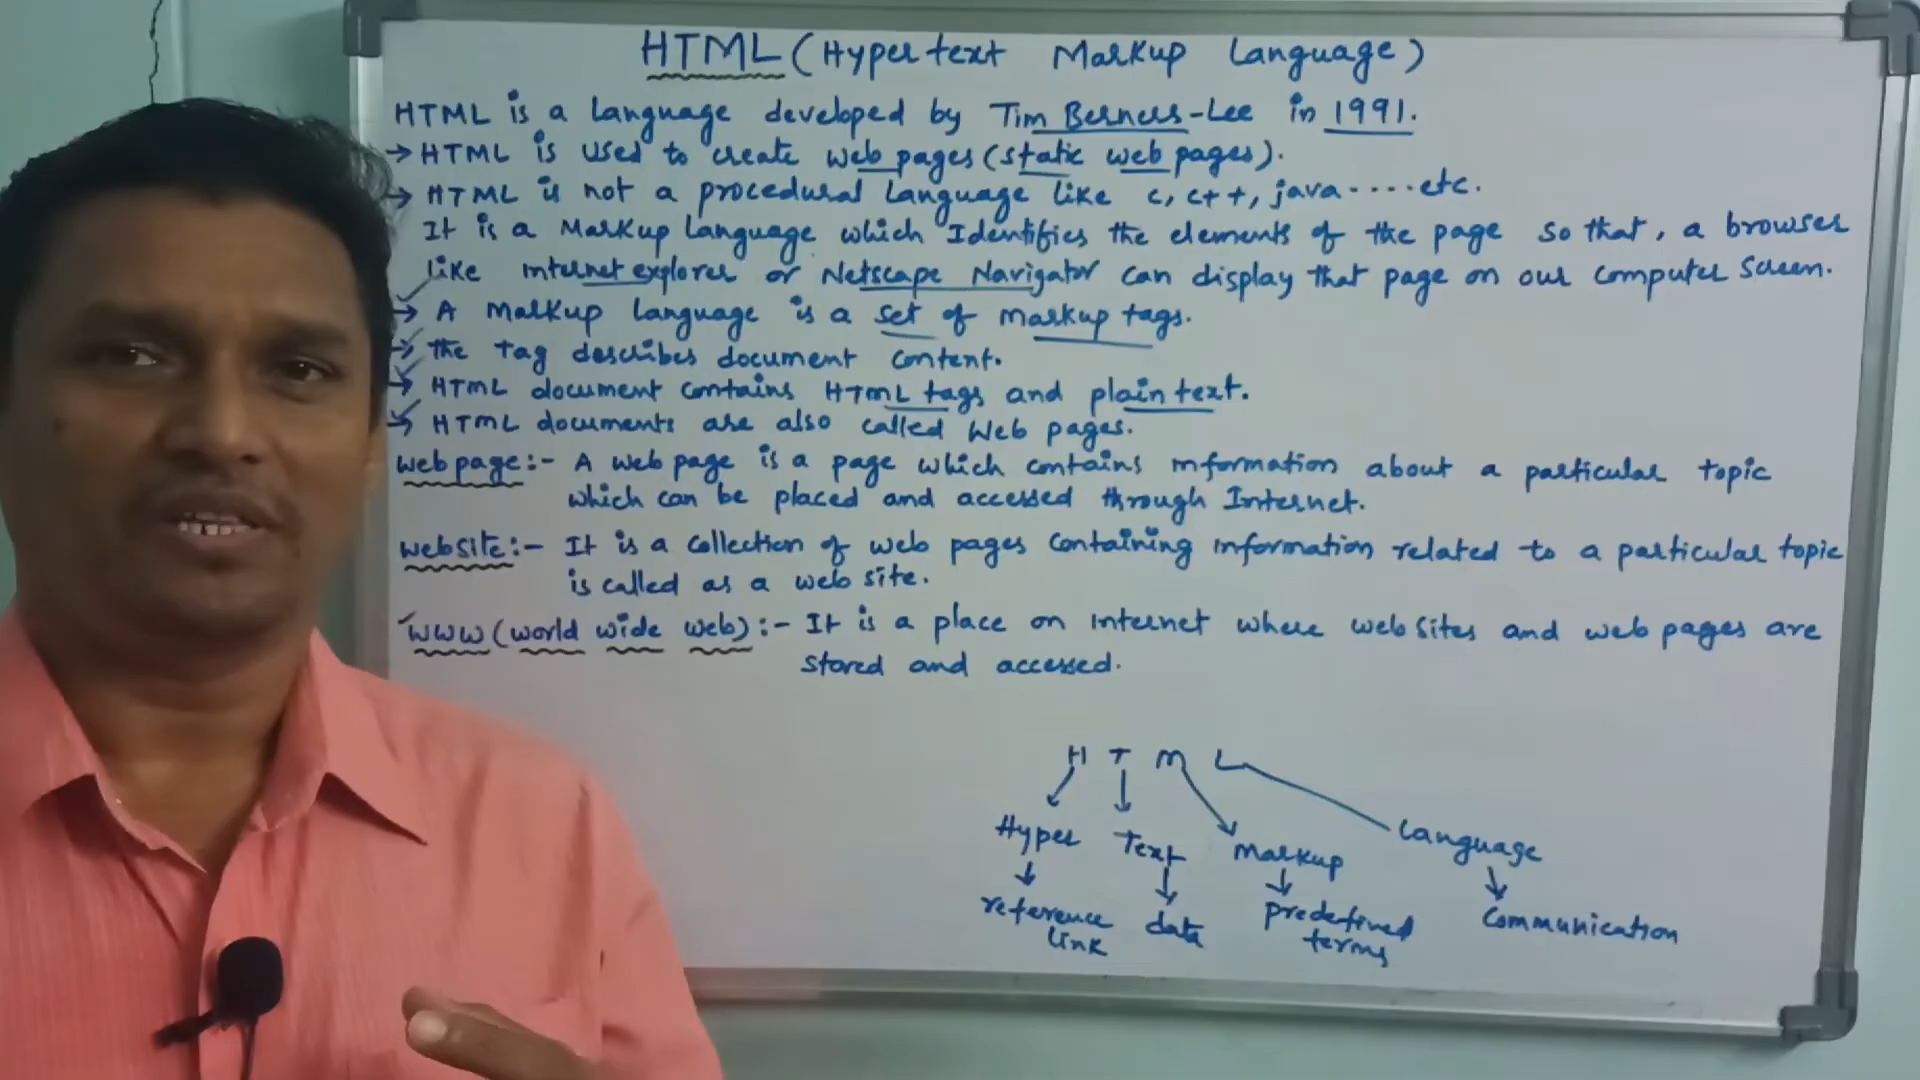 HTML (Hyper text Markup Language)
HTML is a language developed by Tim Berners-Lee in 1991.
→ HTML is used to create web pages (static web pages).
→ HTML is not a procedural language like c, c++, java.....etc.
It is a Markup language which Identifies the elements of the page so that, a browser
like internet explorer or Netscape Navigator can display that page on our computer screen.
→ A Markup language is a set of markup tags.
→ the tag describes document content.
→ HTML document contains HTML tags and plain text.
→ HTML documents are also called Web pages.
web page:- A web page is a page which contains information about a particular topic
which can be placed and accessed through Internet.
website:- It is a collection of web pages containing information related to a particular topic
is called as a web site.
WWW (world wide web):- It is a place on internet where web sites and web pages are
stored and accessed.
H T M L
Hyper Text Markup Language
reference link data predefined terms Communication